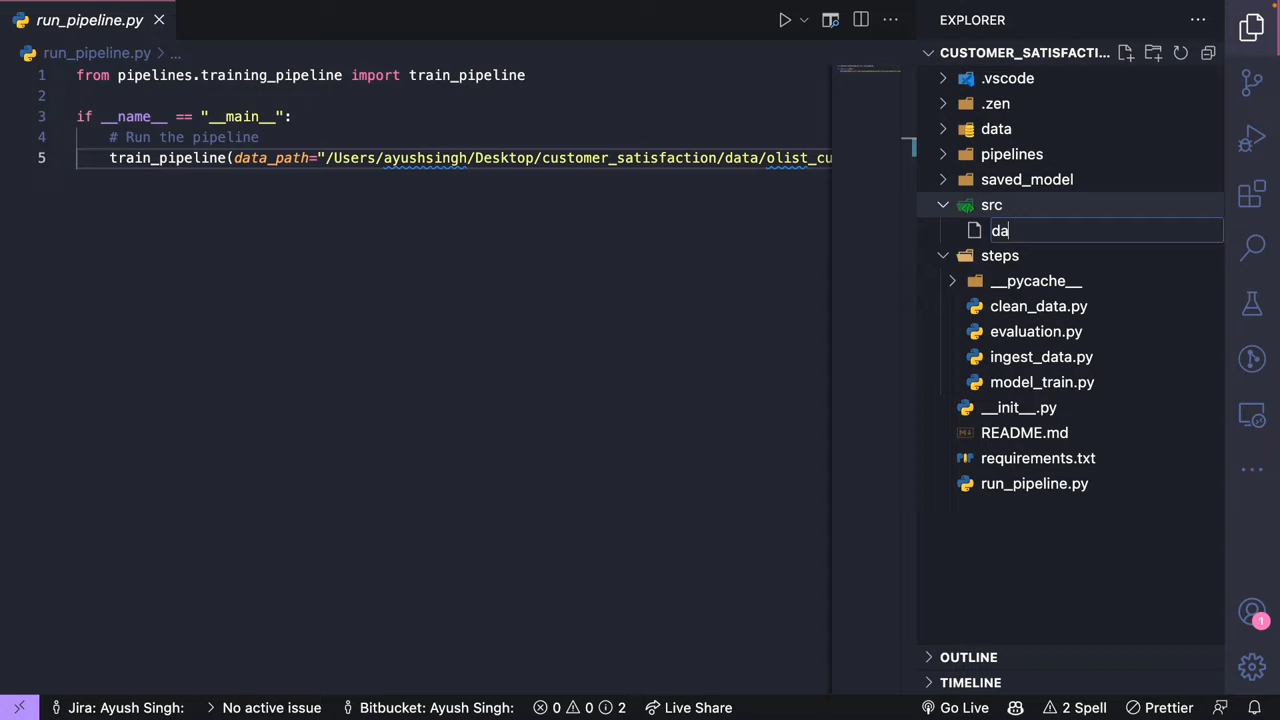 run_pipeline.py
run_pipeline.py > ...
1 from pipelines.training_pipeline import train_pipeline
2
3 if __name__ == "__main__":
4 # Run the pipeline
5 train_pipeline(data_path="/Users/ayushsingh/Desktop/customer_satisfaction/data/olist_cu
EXPLORER
CUSTOMER_SATISFACTI...
.vscode
.zen
data
pipelines
saved_model
src
da
steps
__pycache__
clean_data.py
evaluation.py
ingest_data.py
model_train.py
__init__.py
README.md
requirements.txt
run_pipeline.py
OUTLINE
TIMELINE
1
Jira: Ayush Singh: > No active issue Bitbucket: Ayush Singh: 0 0 2 Live Share Go Live 2 Spell Prettier